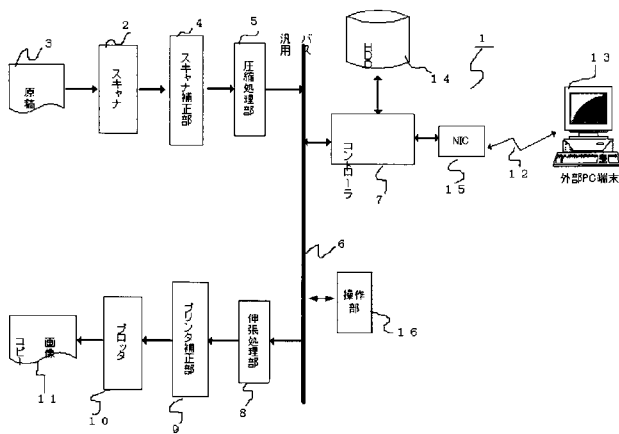 3
原稿
2
スキャナ
4
スキャナ補正部
5
圧縮処理部
汎用 バス
HDD
14
1
コントローラ
7
NIC
15
12
13
外部PC端末
6
操作部
16
コピー画像
11
プロッタ
10
プリンタ補正部
9
伸張処理部
8